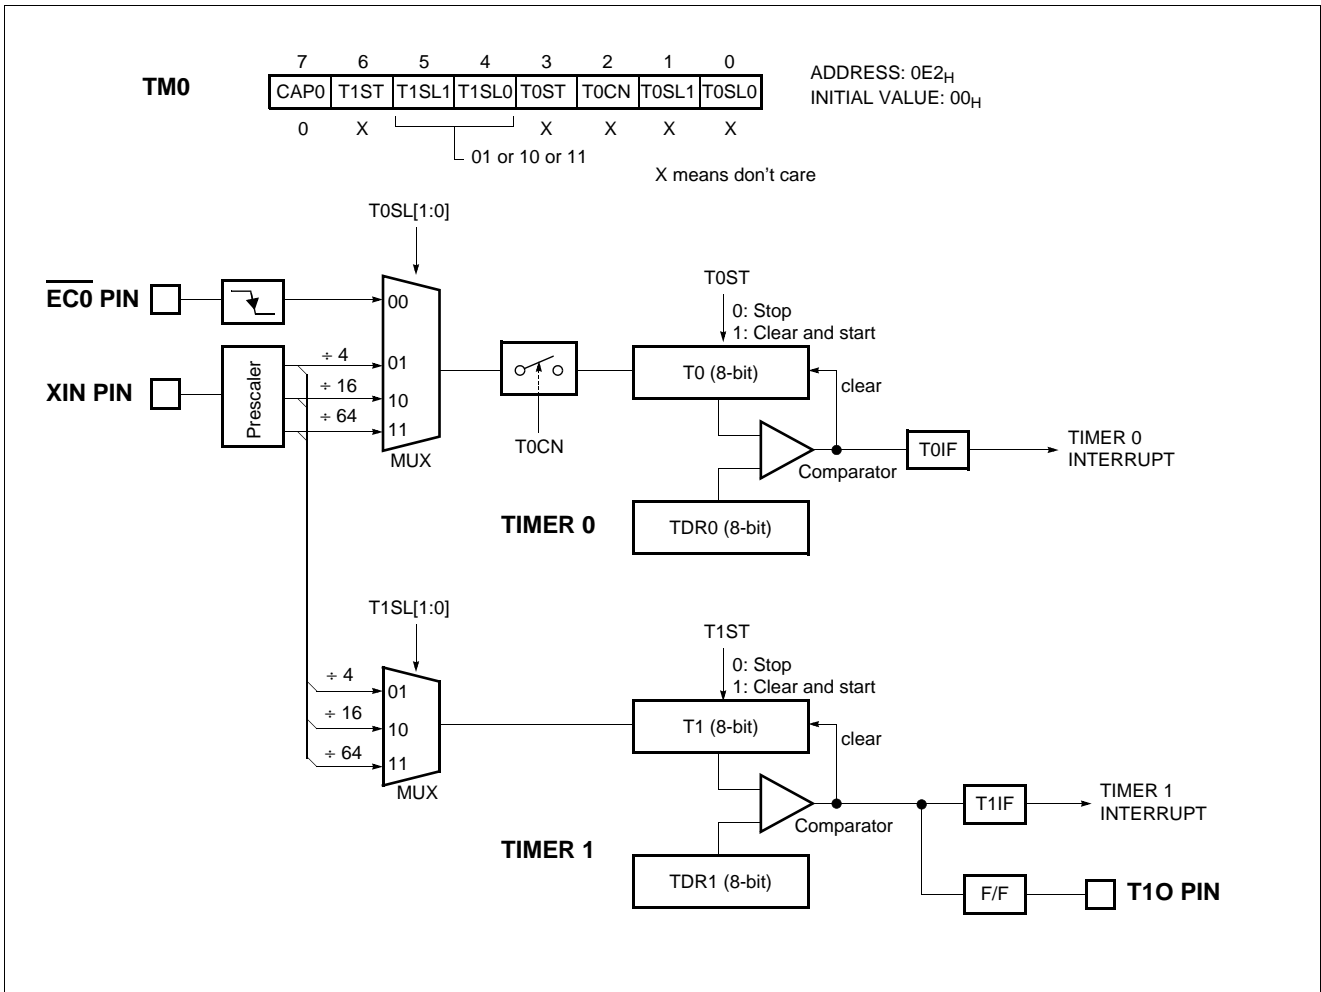 7 6 5 4 3 2 1 0
TM0
CAP0 T1ST T1SL1 T1SL0 T0ST T0CN T0SL1 T0SL0
ADDRESS: 0E2H
INITIAL VALUE: 00H
0 X X X X X
01 or 10 or 11
X means don't care
T0SL[1:0]
EC0 PIN
00
T0ST
0: Stop
1: Clear and start
XIN PIN
Prescaler
÷ 4
÷ 16
÷ 64
01
10
11
MUX
T0CN
T0 (8-bit)
clear
Comparator
T0IF
TIMER 0
INTERRUPT
TIMER 0
TDR0 (8-bit)
T1SL[1:0]
T1ST
0: Stop
1: Clear and start
÷ 4
÷ 16
÷ 64
01
10
11
MUX
T1 (8-bit)
clear
Comparator
T1IF
TIMER 1
INTERRUPT
TIMER 1
TDR1 (8-bit)
F/F
T1O PIN